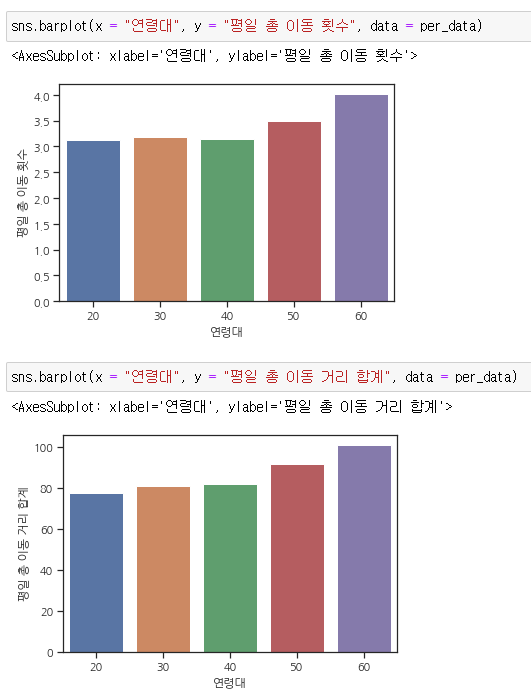 sns.barplot(x = "연령대", y = "평일 총 이동 횟수", data = per_data)
<AxesSubplot: xlabel='연령대', ylabel='평일 총 이동 횟수'>
4.0
3.5
3.0
2.5
2.0
1.5
1.0
0.5
0.0
평일 총 이동 횟수
20 30 40 50 60
연령대
sns.barplot(x = "연령대", y = "평일 총 이동 거리 합계", data = per_data)
<AxesSubplot: xlabel='연령대', ylabel='평일 총 이동 거리 합계'>
100
80
60
40
20
0
평일 총 이동 거리 합계
20 30 40 50 60
연령대